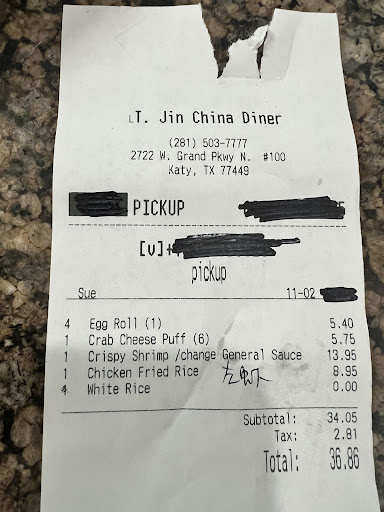 T. Jin China Diner
(281) 503-7777
2722 W. Grand Pkwy N. #100
Katy, TX 77449
PICKUP
[v]
pickup
Sue 11-02
4 Egg Roll (1) 5.40
1 Crab Cheese Puff (6) 5.75
1 Crispy Shrimp /change General Sauce 13.95
1 Chicken Fried Rice 8.95
4 White Rice 0.00
Subtotal: 34.05
Tax: 2.81
Total: 36.86